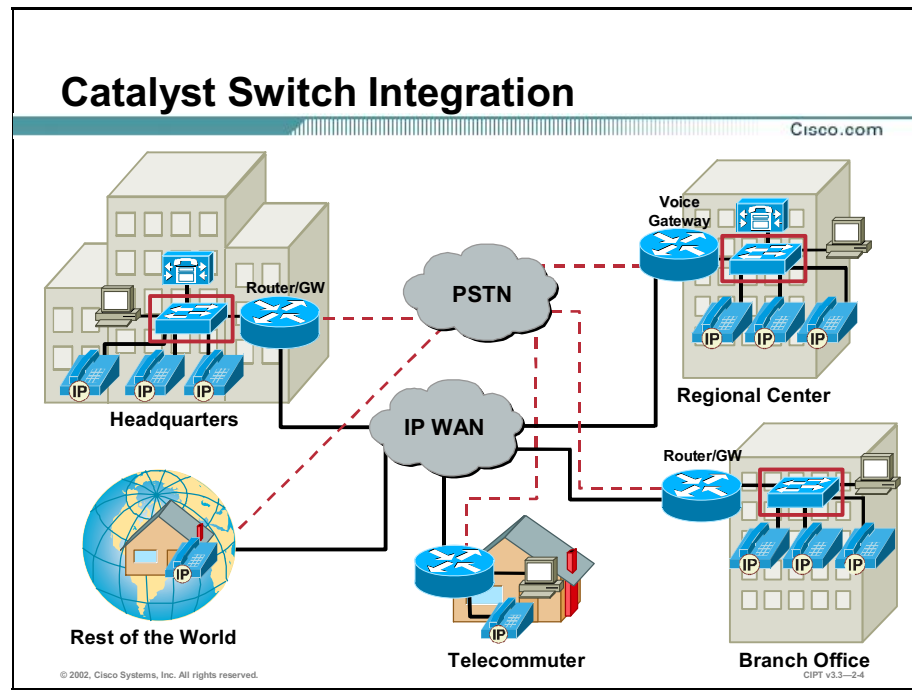 Catalyst Switch Integration
Cisco.com
Voice
Gateway
Router/GW
PSTN
IP IP IP
Headquarters
IP IP IP
Regional Center
IP WAN
Router/GW
IP
Rest of the World
IP
Telecommuter
IP IP IP
Branch Office
© 2002, Cisco Systems, Inc. All rights reserved.
CIPT v3.3—2-4